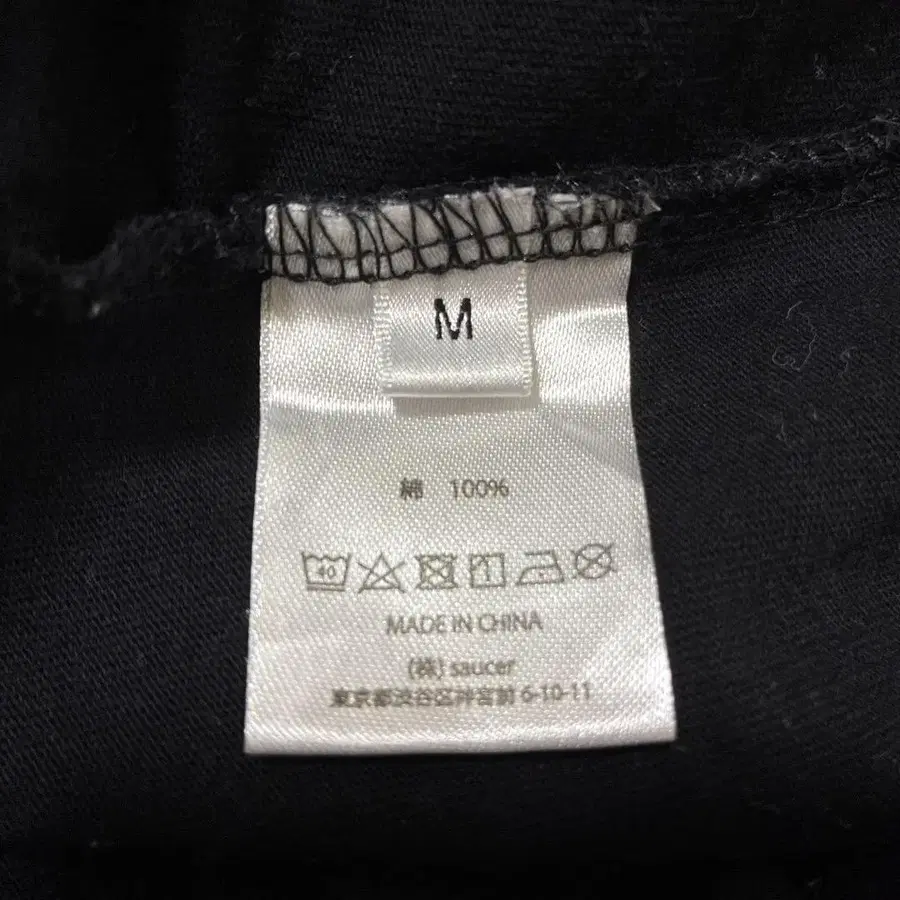 M
綿 100%
40
MADE IN CHINA
(株) saucer
東京都渋谷区神宮前 6-10-11